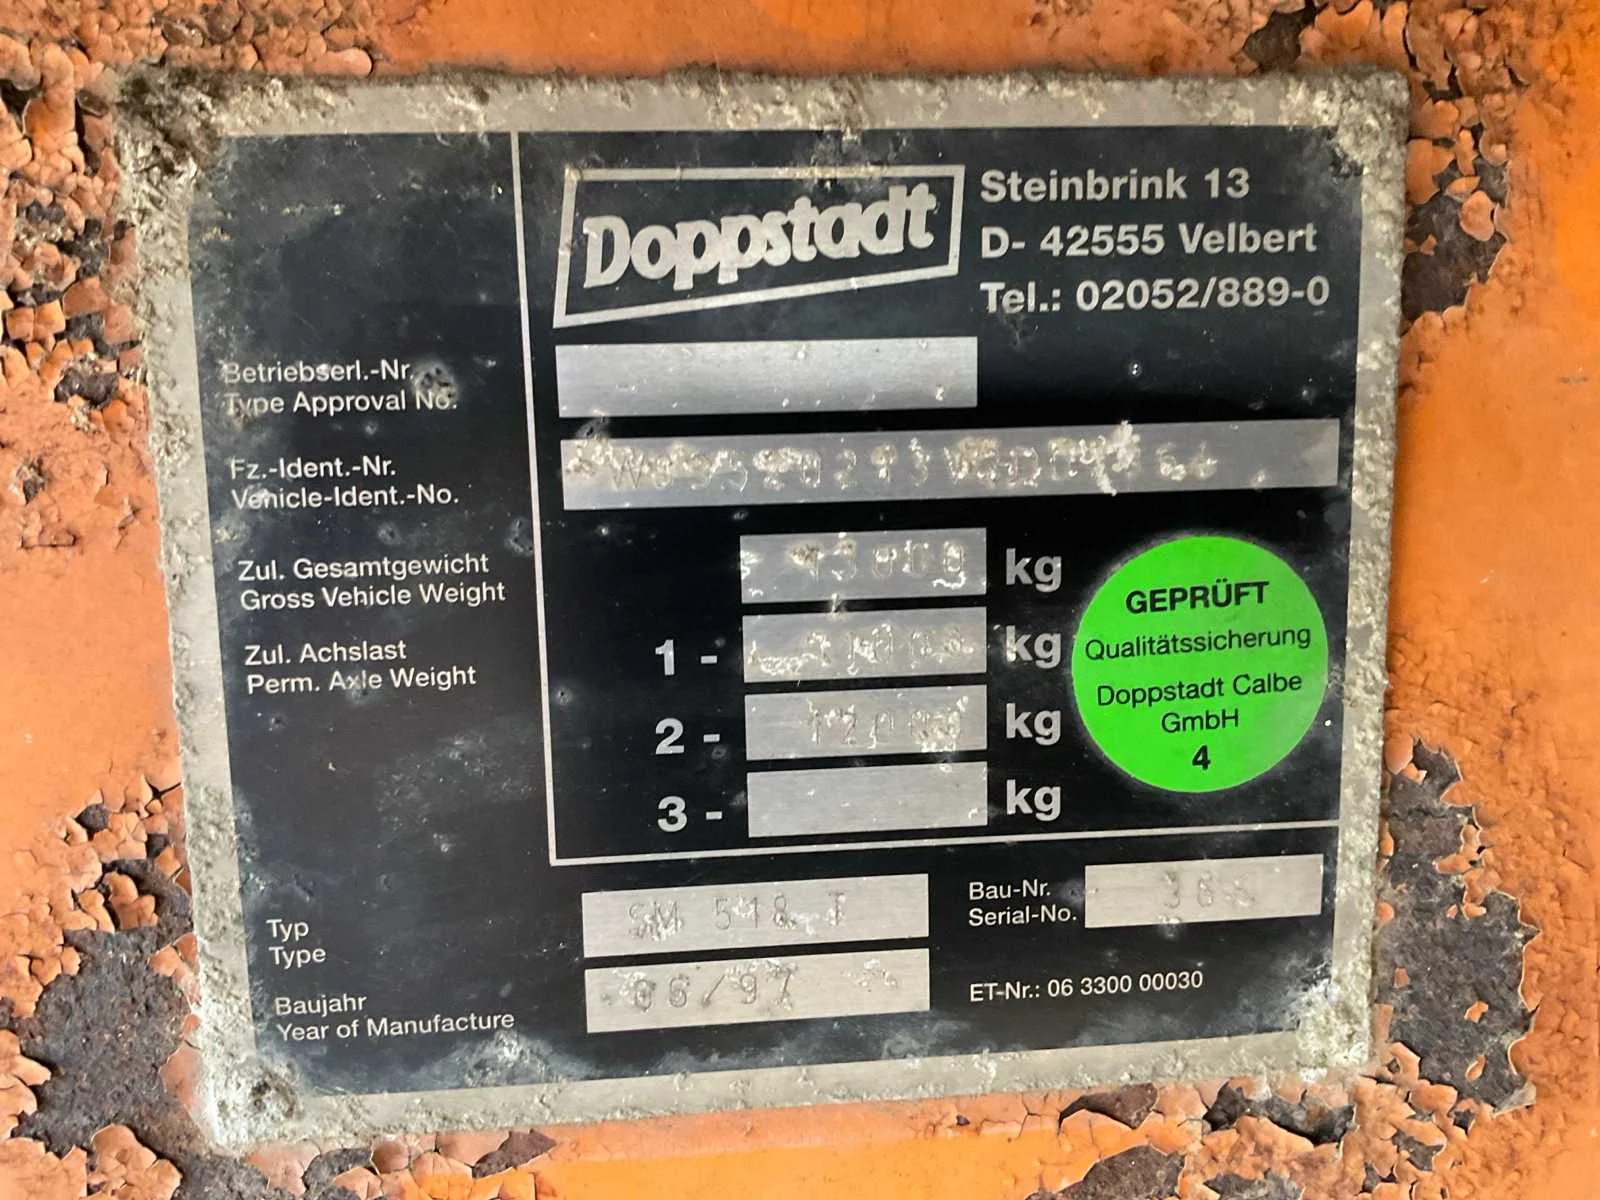 Doppstadt
Steinbrink 13
D- 42555 Velbert
Tel.: 02052/889-0
Betriebserl.-Nr.
Type Approval No.
Fz.-Ident.-Nr.
Vehicle-Ident.-No.
Zul. Gesamtgewicht
Gross Vehicle Weight
kg
Zul. Achslast
Perm. Axle Weight
1 - kg
2 - 12000 kg
3 - kg
GEPRÜFT
Qualitätssicherung
Doppstadt Calbe
GmbH
4
Typ
Type
SM 518 T
Bau-Nr.
Serial-No.
Baujahr
Year of Manufacture
06/97
ET-Nr.: 06 3300 00030